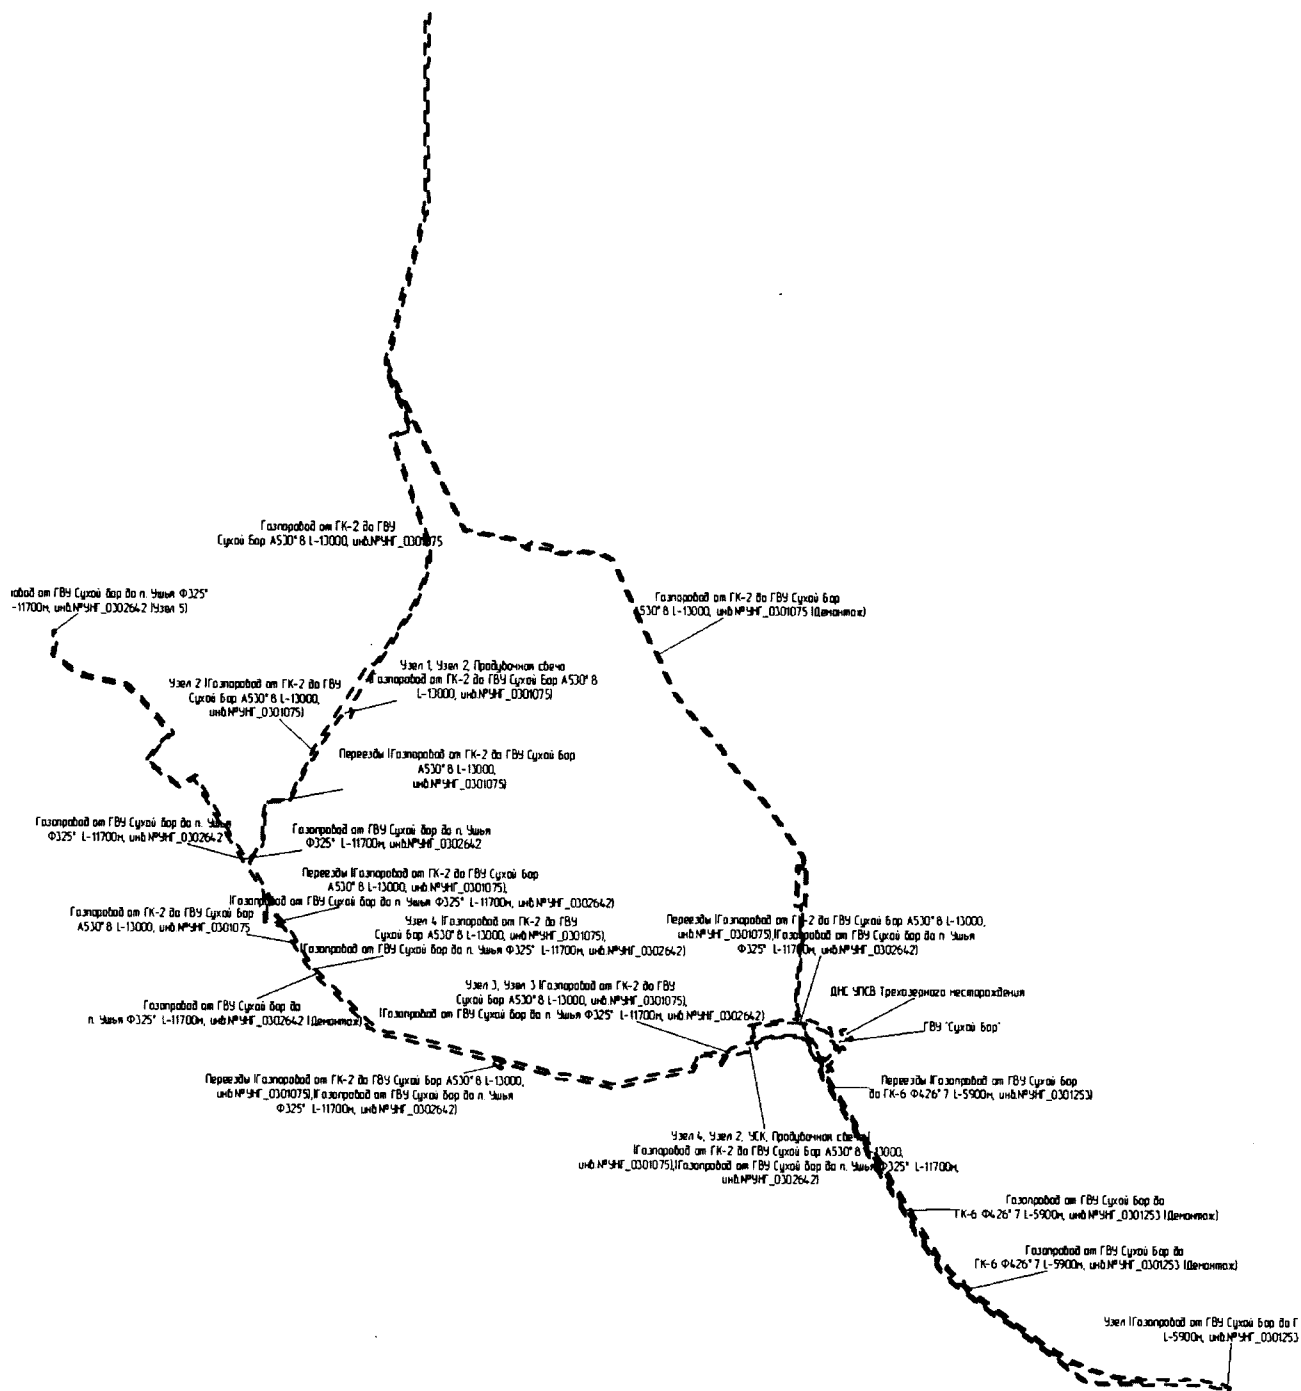 Газопровод от ГК-2 до ГВУ
Сухой Бор А530*8 L-13000, инв.№УНГ_0301075
от ГВУ Сухой бор до п. Ушья Ф325*
-11700м, инв.№УНГ_0302642 (Узел 5)
Газопровод от ГК-2 до ГВУ Сухой Бор
А530*8 L-13000, инв.№УНГ_0301075 (Демонтаж)
Узел 1, Узел 2, Продувочная свеча
(Газопровод от ГК-2 до ГВУ Сухой Бор А530*8
L-13000, инв.№УНГ_0301075)
Узел 2 (Газопровод от ГК-2 до ГВУ
Сухой Бор А530*8 L-13000,
инв.№УНГ_0301075)
Переезды (Газопровод от ГК-2 до ГВУ Сухой Бор
А530*8 L-13000,
инв.№УНГ_0301075)
Газопровод от ГВУ Сухой бор до п. Ушья
Ф325* L-11700м, инв.№УНГ_0302642
Газопровод от ГВУ Сухой бор до п. Ушья
Ф325* L-11700м, инв.№УНГ_0302642
Переезды (Газопровод от ГК-2 до ГВУ Сухой Бор
А530*8 L-13000, инв.№УНГ_0301075),
(Газопровод от ГВУ Сухой бор до п. Ушья Ф325* L-11700м, инв.№УНГ_0302642)
Газопровод от ГК-2 до ГВУ Сухой Бор
А530*8 L-13000, инв.№УНГ_0301075
Узел 4 (Газопровод от ГК-2 до ГВУ
Сухой Бор А530*8 L-13000, инв.№УНГ_0301075),
(Газопровод от ГВУ Сухой бор до п. Ушья Ф325* L-11700м, инв.№УНГ_0302642)
Переезды (Газопровод от ГК-2 до ГВУ Сухой Бор А530*8 L-13000,
инв.№УНГ_0301075),(Газопровод от ГВУ Сухой бор до п. Ушья
Ф325* L-11700м, инв.№УНГ_0302642)
Узел 3, Узел 3 (Газопровод от ГК-2 до ГВУ
Сухой Бор А530*8 L-13000, инв.№УНГ_0301075),
(Газопровод от ГВУ Сухой бор до п. Ушья Ф325* L-11700м, инв.№УНГ_0302642)
ДНС УПСВ Трехозерного месторождения
Газопровод от ГВУ Сухой бор до
п. Ушья Ф325* L-11700м, инв.№УНГ_0302642 (Демонтаж)
ГВУ "Сухой Бор"
Переезды (Газопровод от ГК-2 до ГВУ Сухой Бор А530*8 L-13000,
инв.№УНГ_0301075),(Газопровод от ГВУ Сухой бор до п. Ушья
Ф325* L-11700м, инв.№УНГ_0302642)
Переезды (Газопровод от ГВУ Сухой Бор
до ГК-6 Ф426*7 L-5900м, инв.№УНГ_0301253)
Узел 4, Узел 2, УСК, Продувочная свеча
(Газопровод от ГК-2 до ГВУ Сухой Бор А530*8 L-13000,
инв.№УНГ_0301075),(Газопровод от ГВУ Сухой Бор до п. Ушья Ф325* L-11700м,
инв.№УНГ_0302642)
Газопровод от ГВУ Сухой Бор до
ГК-6 Ф426*7 L-5900м, инв.№УНГ_0301253 (Демонтаж)
Газопровод от ГВУ Сухой Бор до
ГК-6 Ф426*7 L-5900м, инв.№УНГ_0301253 (Демонтаж)
Узел (Газопровод от ГВУ Сухой Бор до Г
L-5900м, инв.№УНГ_0301253